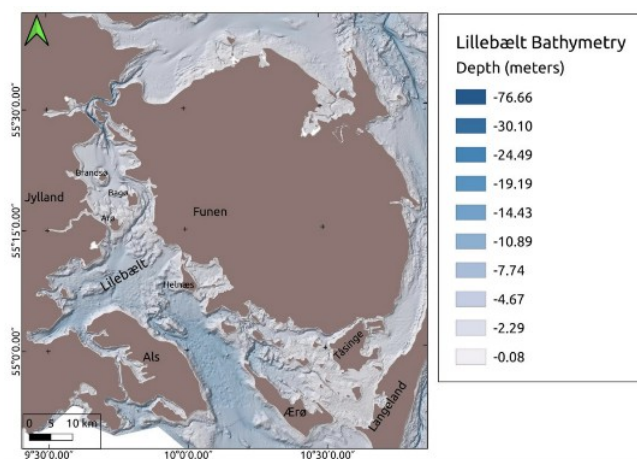 Lillebælt Bathymetry
Depth (meters)
-76.66
-30.10
-24.49
-19.19
-14.43
-10.89
-7.74
-4.67
-2.29
-0.08
55°30'0.00"
55°15'0.00"
55°0'0.00"
Brandsø
Bågø
Jylland
Årø
Funen
Lillebælt
Helnæs
Als
Tåsinge
Ærø
Langeland
0 5 10 km
9°30'0.00"
10°0'0.00"
10°30'0.00"